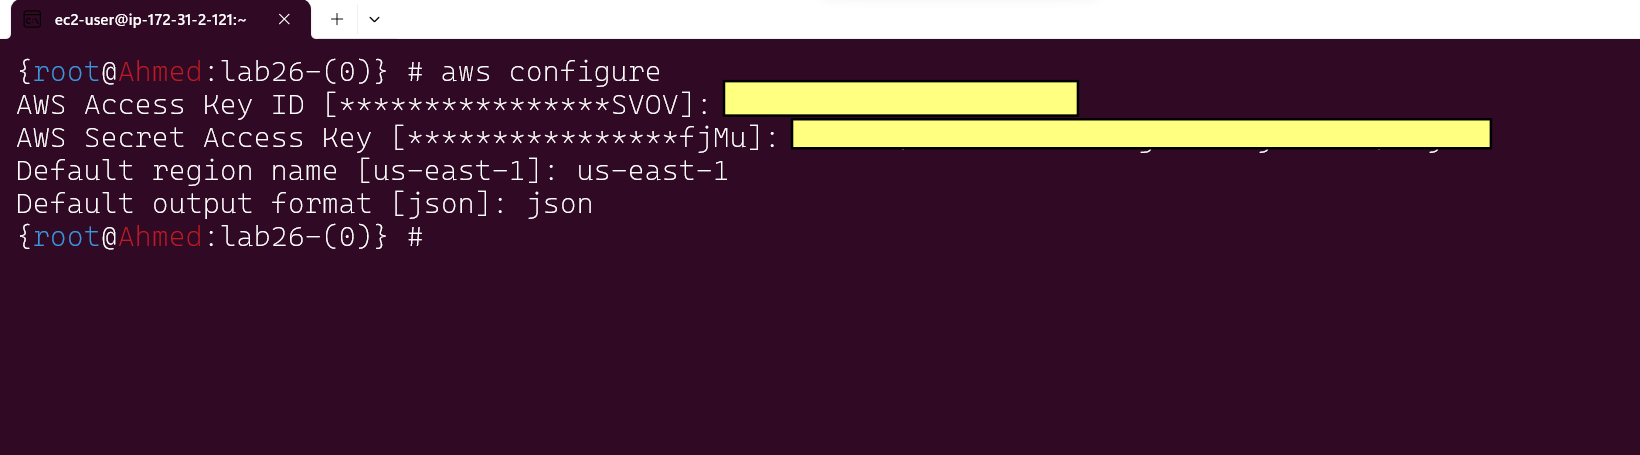 ec2-user@ip-172-31-2-121:~
{root@Ahmed:lab26-(0)} # aws configure
AWS Access Key ID [****************SVOV]:
AWS Secret Access Key [****************fjMu]:
Default region name [us-east-1]: us-east-1
Default output format [json]: json
{root@Ahmed:lab26-(0)} #